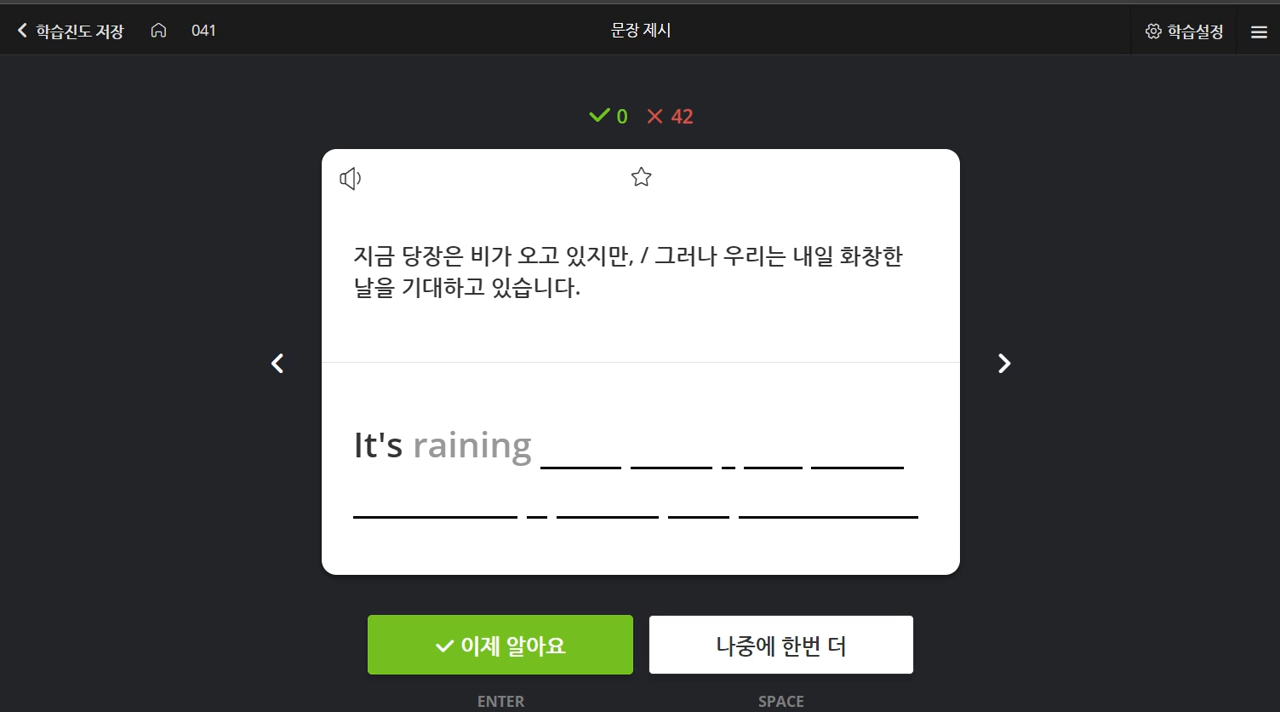 학습진도 저장
041
문장 제시
학습설정
0
42
지금 당장은 비가 오고 있지만, / 그러나 우리는 내일 화창한
날을 기대하고 있습니다.
It's raining
이제 알아요
나중에 한번 더
ENTER
SPACE